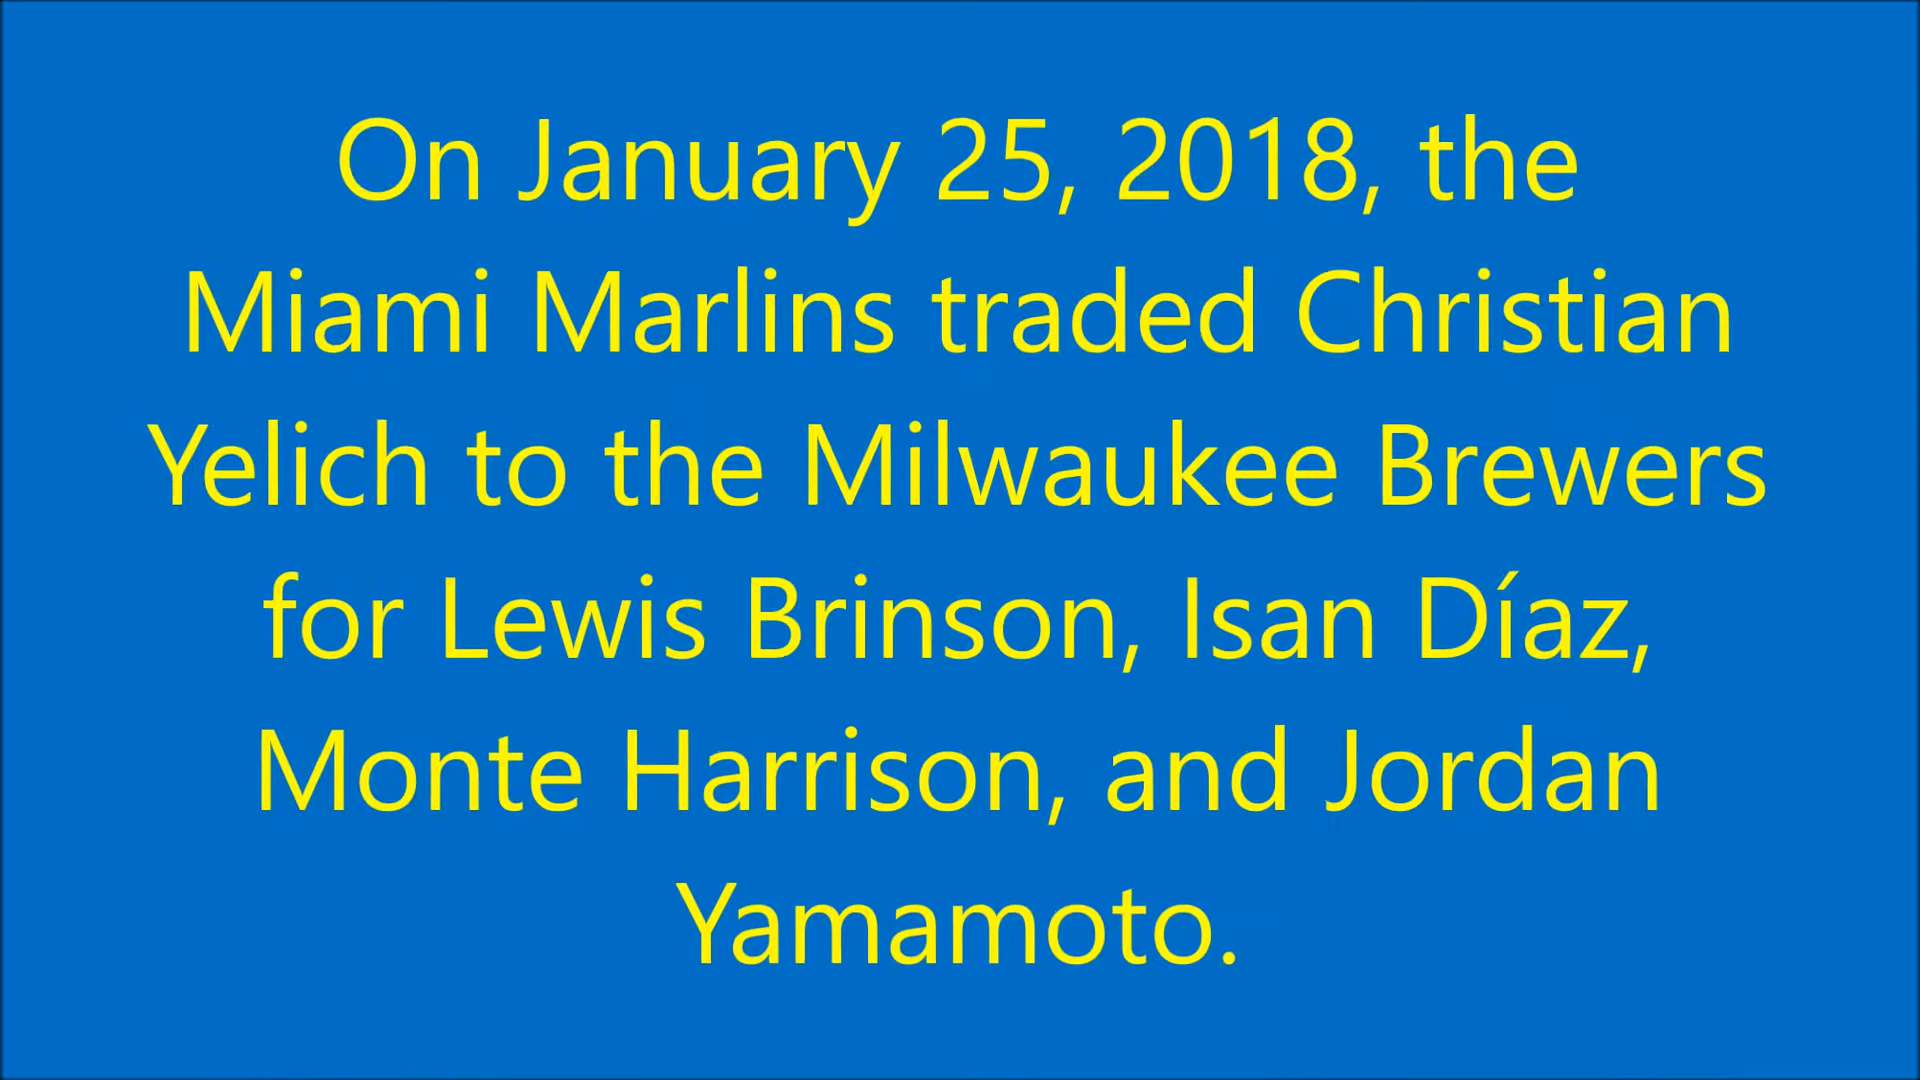 On January 25, 2018, the
Miami Marlins traded Christian
Yelich to the Milwaukee Brewers
for Lewis Brinson, Isan Díaz,
Monte Harrison, and Jordan
Yamamoto.